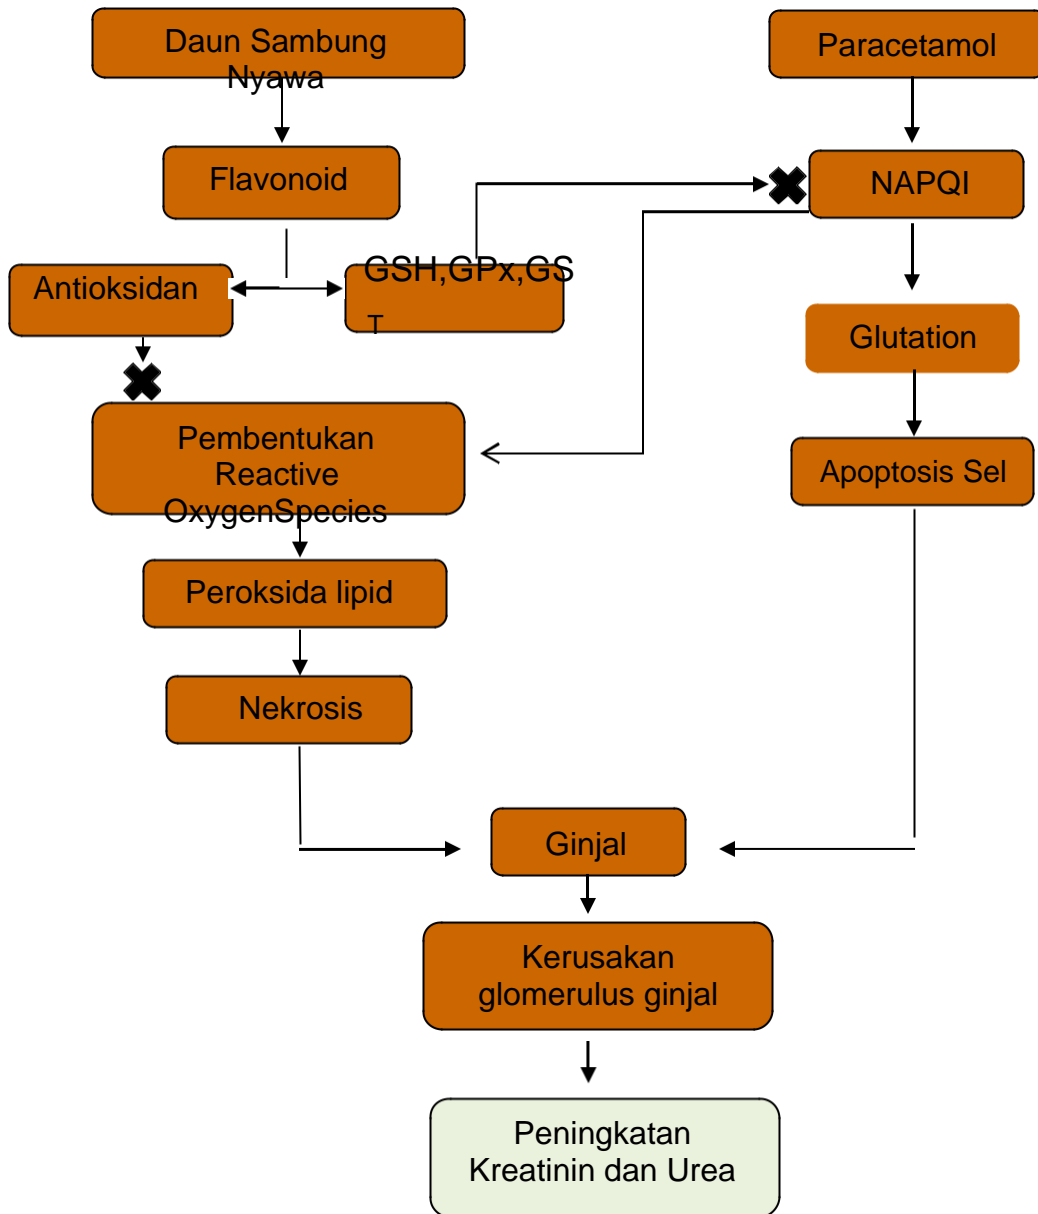 Daun Sambung
Nyawa
Paracetamol
Flavonoid
NAPQI
Antioksidan
GSH,GPx,GS
T
Glutation
Pembentukan
Reactive
OxygenSpecies
Apoptosis Sel
Peroksida lipid
Nekrosis
Ginjal
Kerusakan
glomerulus ginjal
Peningkatan
Kreatinin dan Urea